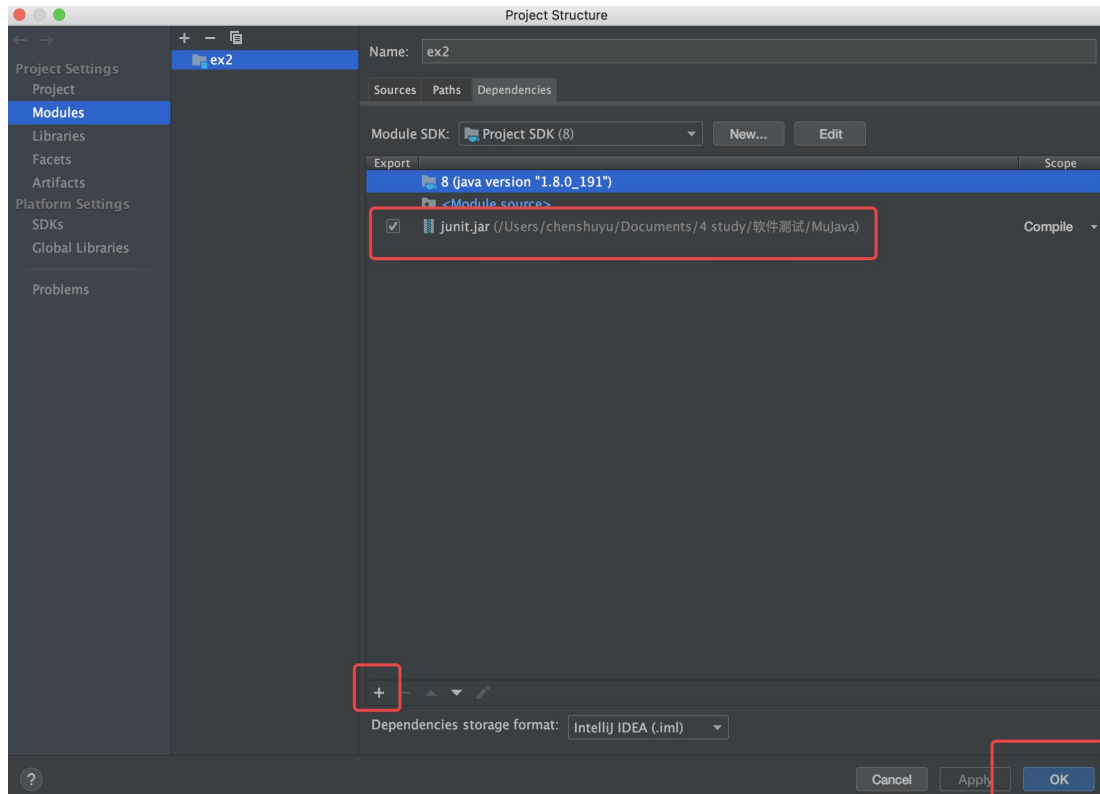 Project Structure
Project Settings
Project
Modules
Libraries
Facets
Artifacts
Platform Settings
SDKs
Global Libraries
Problems
ex2
Name: ex2
Sources Paths Dependencies
Module SDK: Project SDK (8) New... Edit
Export Scope
8 (java version "1.8.0_191")
<Module source>
junit.jar (/Users/chenshuyu/Documents/4 study/软件测试/MuJava) Compile
Dependencies storage format: IntelliJ IDEA (.iml)
? Cancel Apply OK